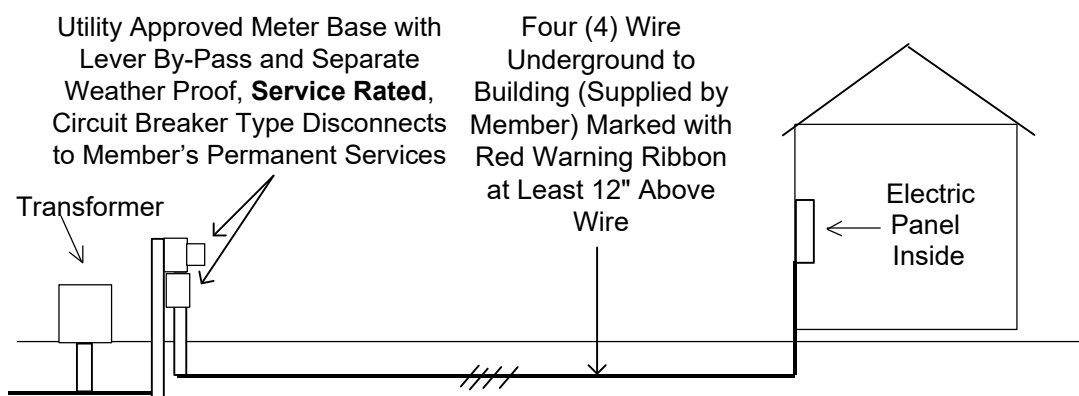 Utility Approved Meter Base with
Lever By-Pass and Separate
Weather Proof, Service Rated,
Circuit Breaker Type Disconnects
to Member's Permanent Services
Four (4) Wire
Underground to
Building (Supplied by
Member) Marked with
Red Warning Ribbon
at Least 12" Above
Wire
Transformer
Electric
Panel
Inside